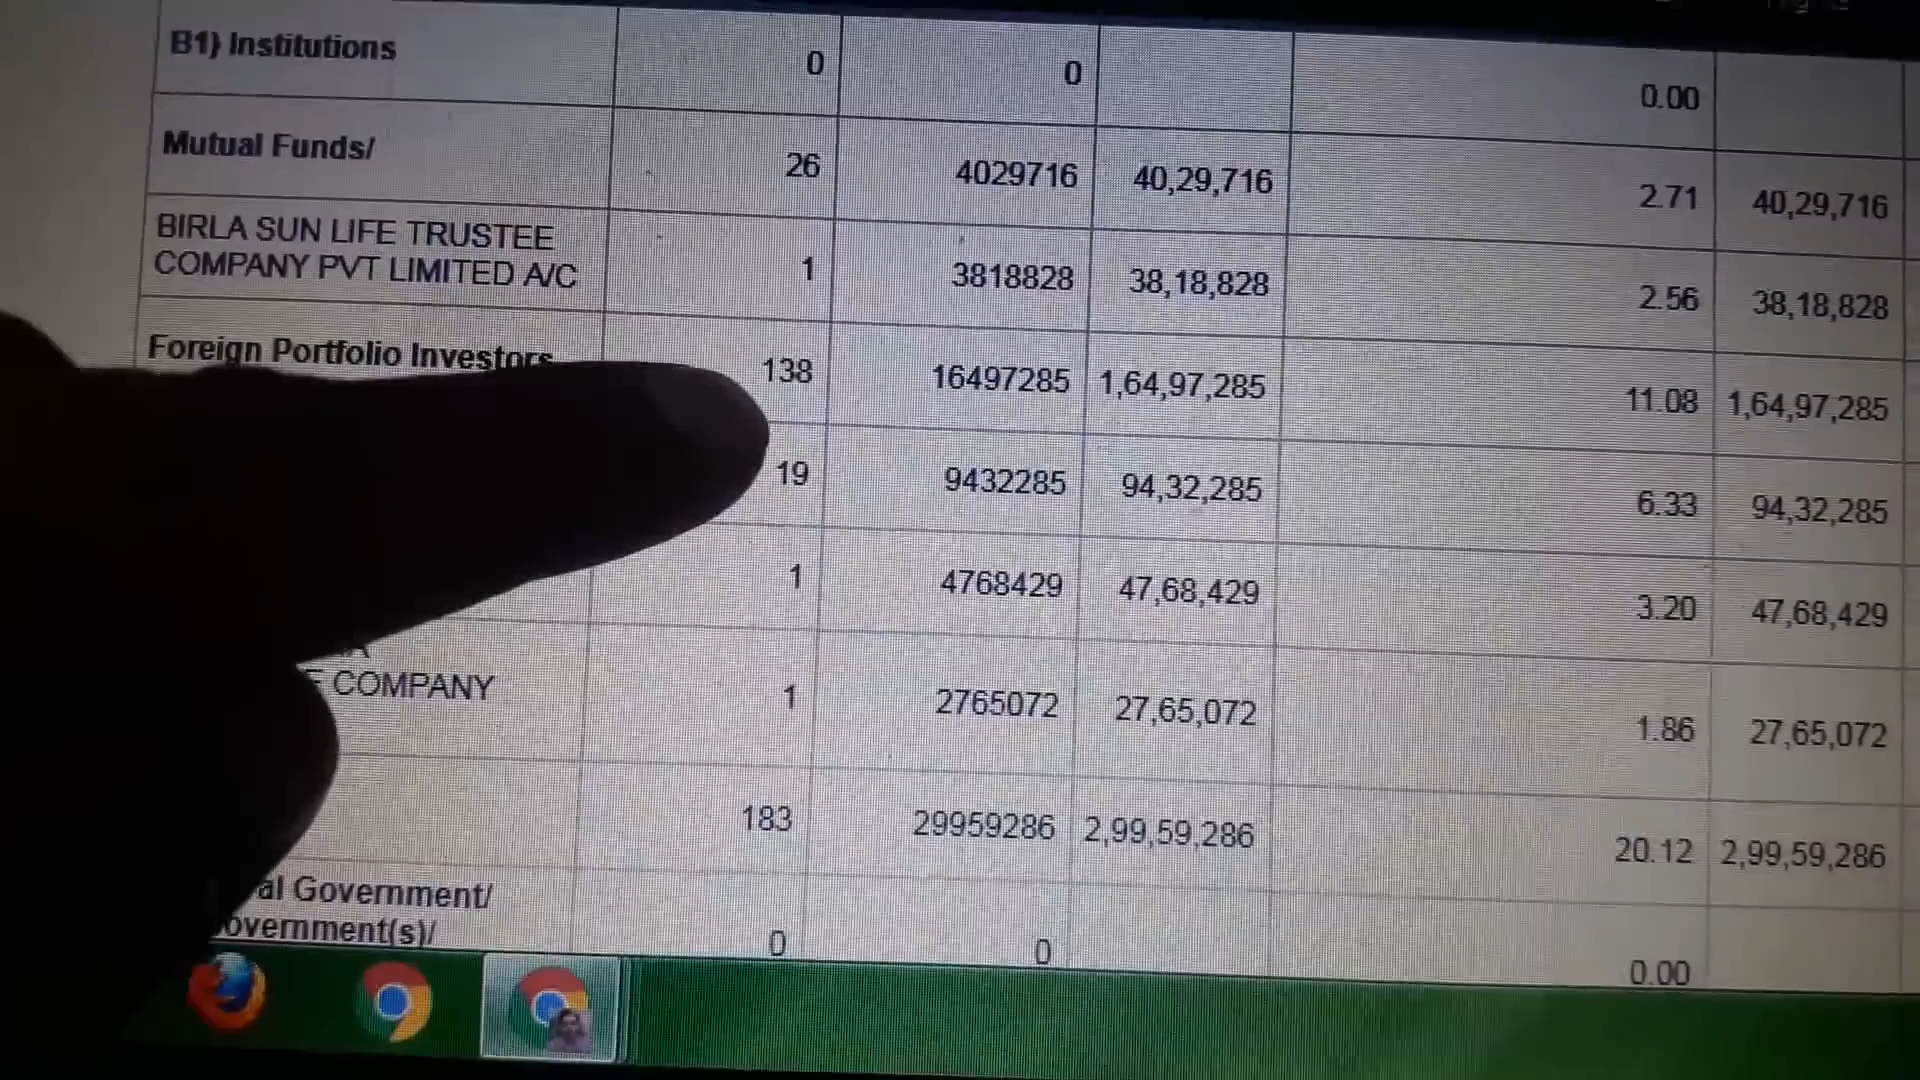 B1) Institutions 0 0 0.00
Mutual Funds/ 26 4029716 40,29,716 2.71 40,29,716
BIRLA SUN LIFE TRUSTEE
COMPANY PVT LIMITED A/C 1 3818828 38,18,828 2.56 38,18,828
Foreign Portfolio Investors 138 16497285 1,64,97,285 11.08 1,64,97,285
19 9432285 94,32,285 6.33 94,32,285
1 4768429 47,68,429 3.20 47,68,429
COMPANY 1 2765072 27,65,072 1.86 27,65,072
183 29959286 2,99,59,286 20.12 2,99,59,286
al Government/
overnment(s)/ 0 0 0.00